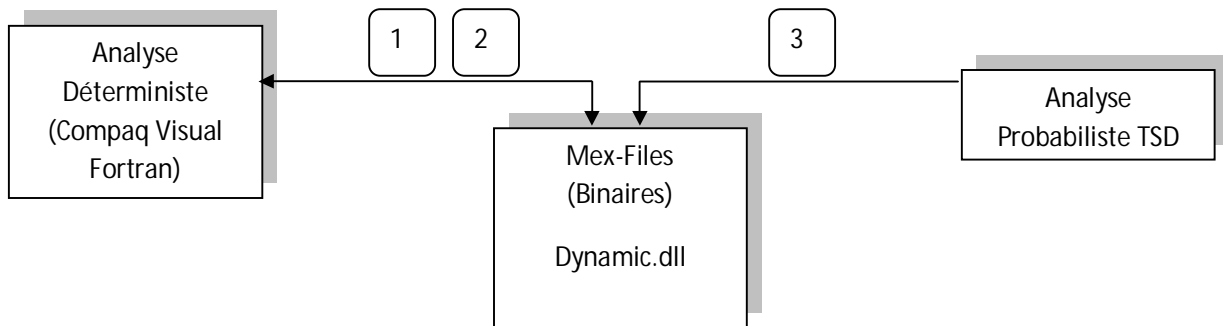 Analyse
Déterministe
(Compaq Visual
Fortran)
1
2
3
Mex-Files
(Binaires)
Dynamic.dll
Analyse
Probabiliste TSD